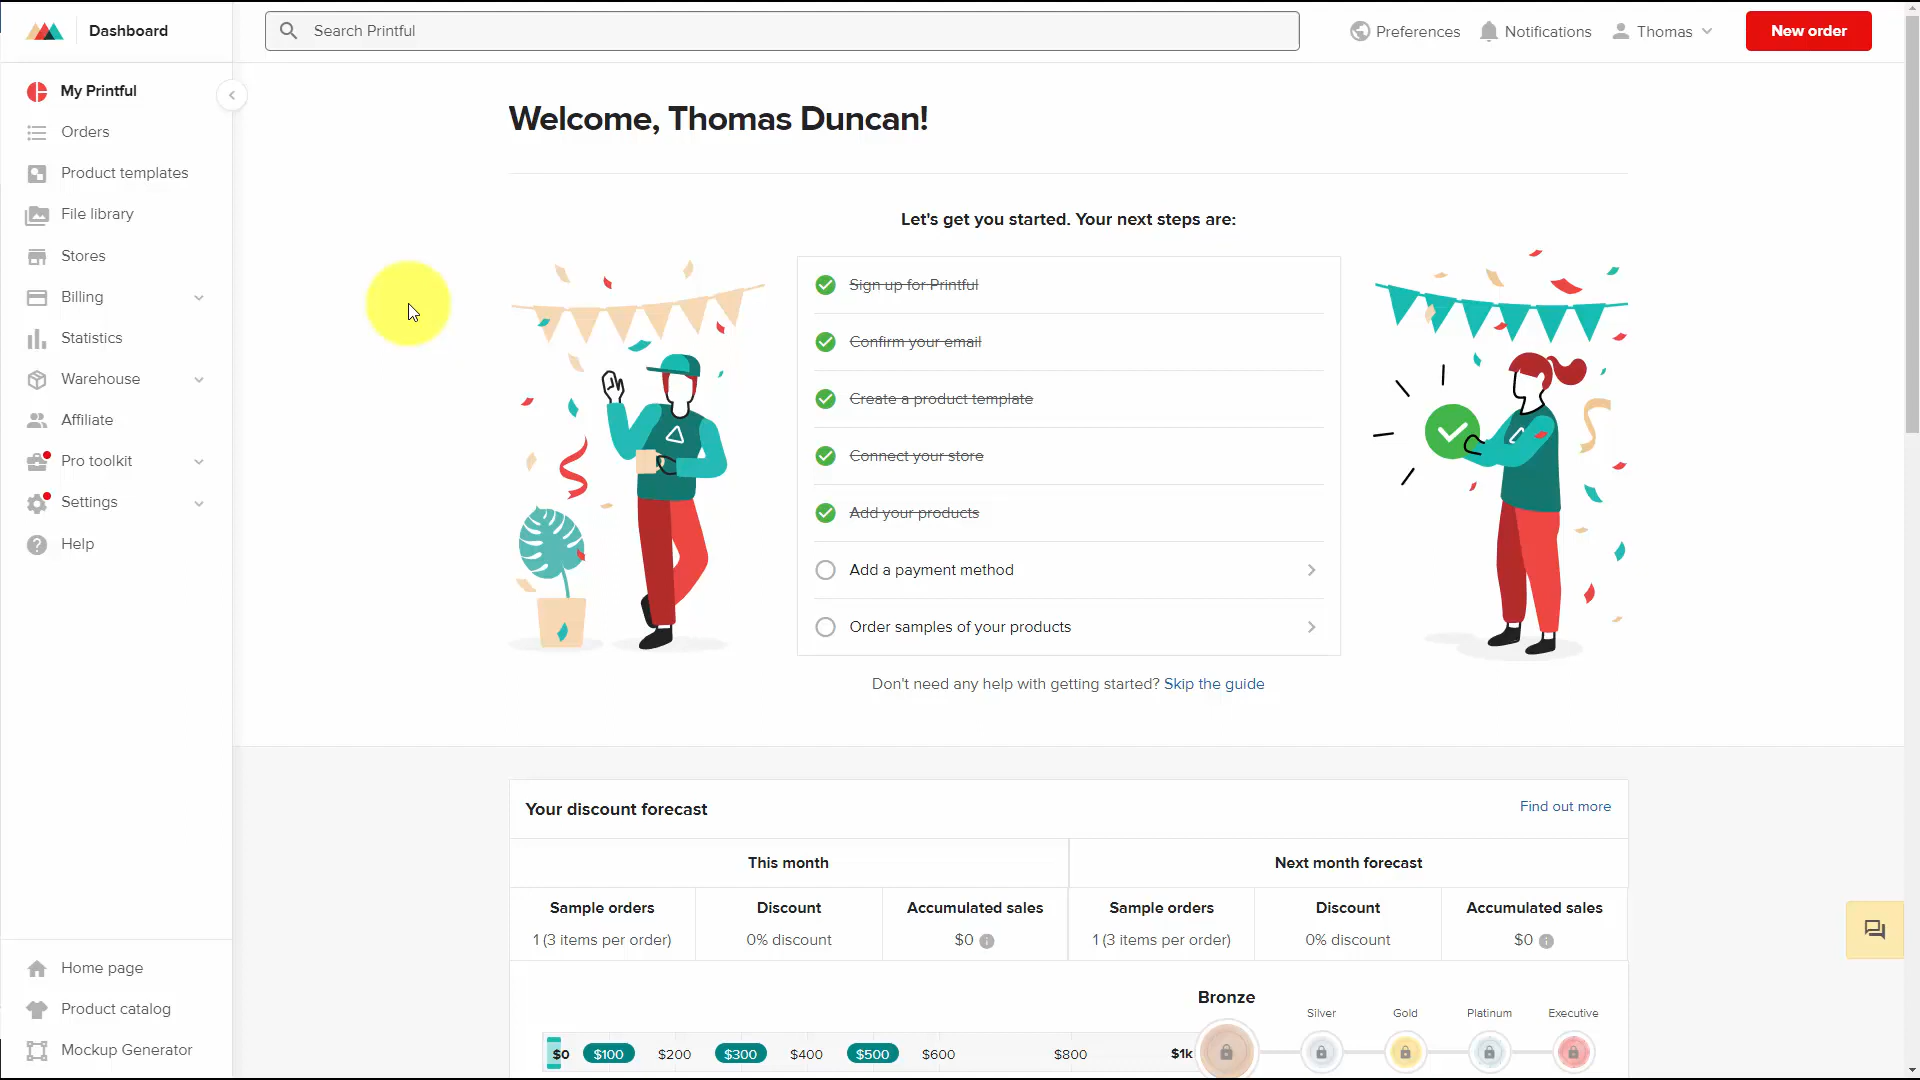 Dashboard
Search Printful
Preferences
Notifications
Thomas
New order
My Printful
Orders
Product templates
File library
Stores
Billing
Statistics
Warehouse
Affiliate
Pro toolkit
Settings
Help
Home page
Product catalog
Mockup Generator
Welcome, Thomas Duncan!
Let's get you started. Your next steps are:
Sign up for Printful
Confirm your email
Create a product template
Connect your store
Add your products
Add a payment method
Order samples of your products
Don't need any help with getting started? Skip the guide
Your discount forecast
Find out more
This month
Next month forecast
Sample orders
Discount
Accumulated sales
Sample orders
Discount
Accumulated sales
1 (3 items per order)
0% discount
$0
1 (3 items per order)
0% discount
$0
Bronze
Silver
Gold
Platinum
Executive
$0
$100
$200
$300
$400
$500
$600
$800
$1k